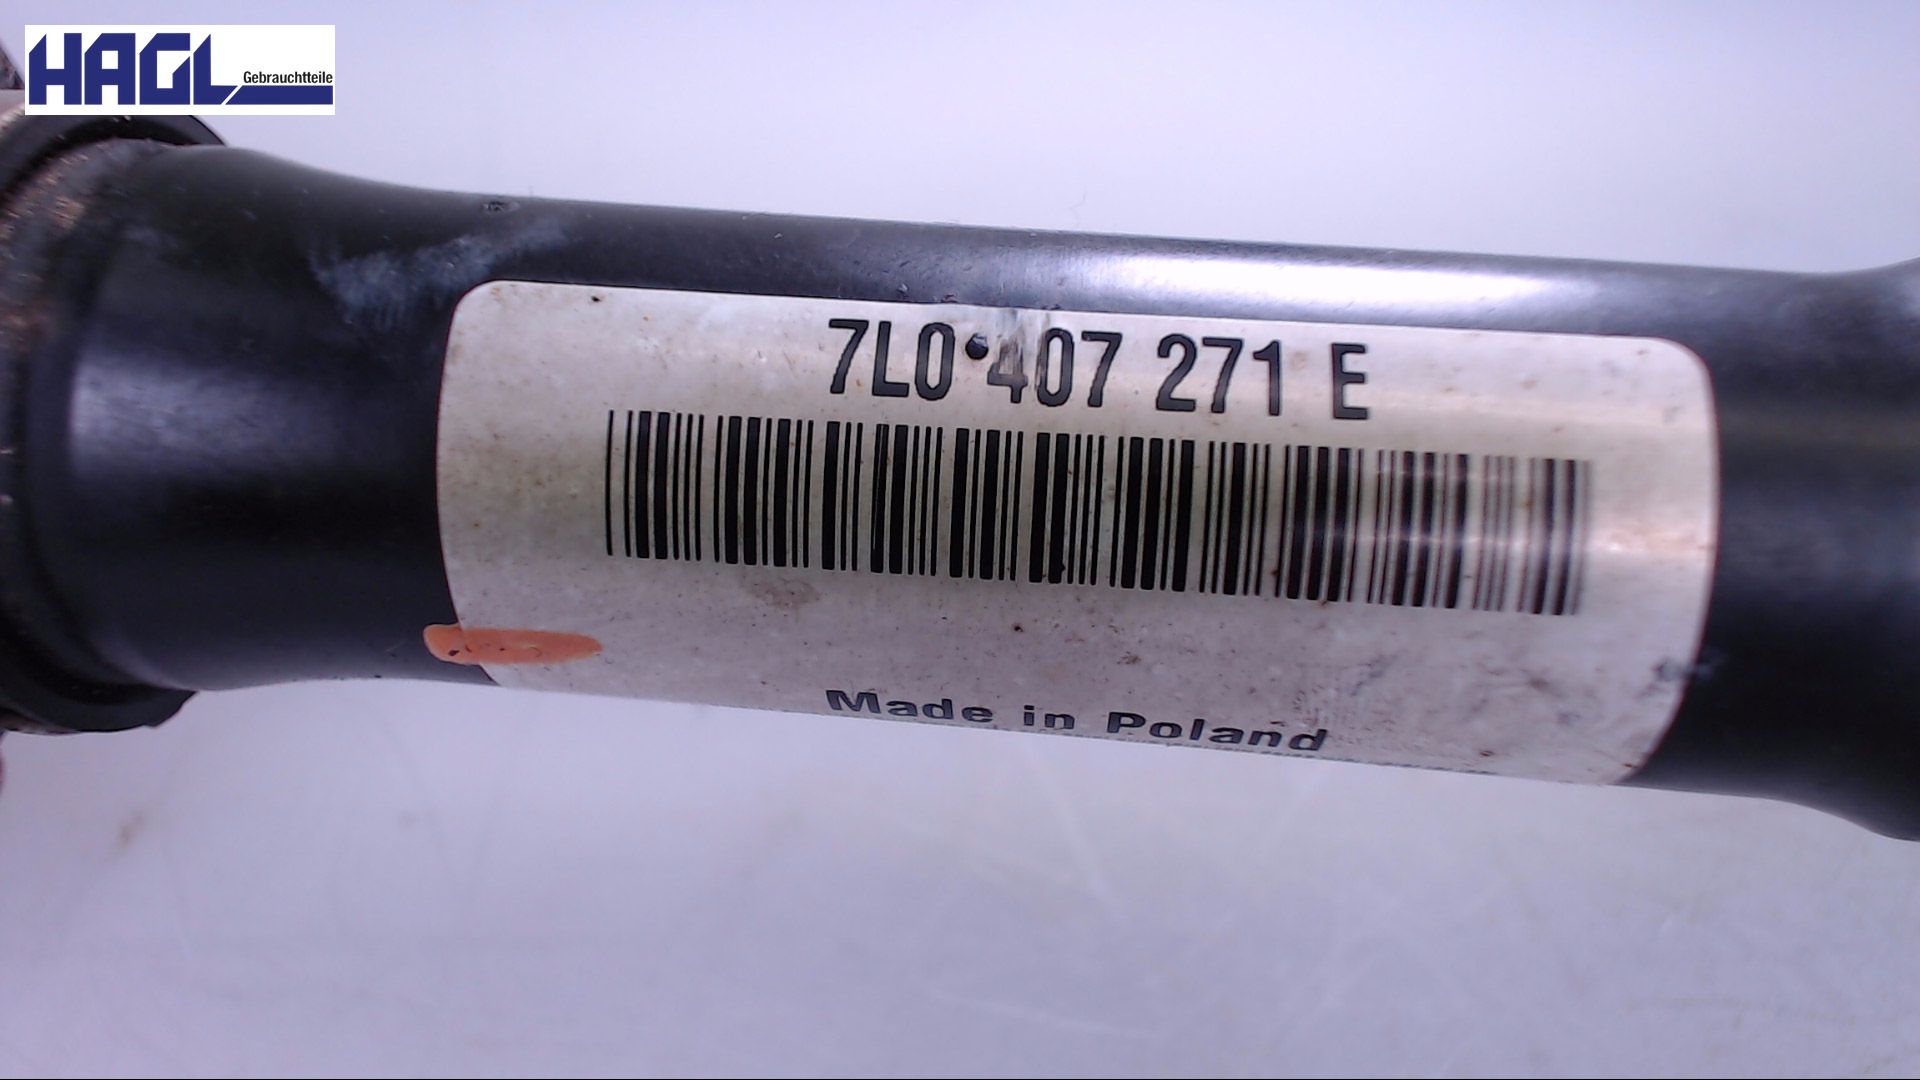 HAGL
Gebrauchtteile
7L0 407 271 E
Made in Poland